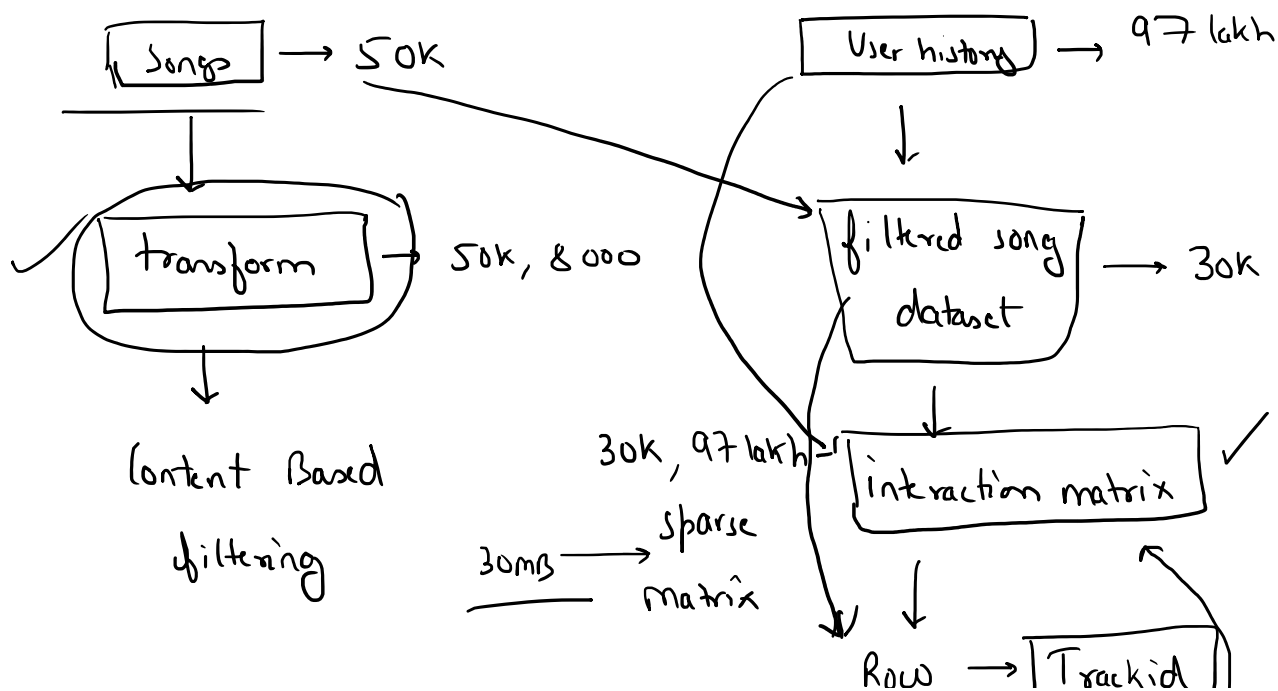 Songs → 50K
User history → 97 lakh
transform → 50K, 8000
filtered song
dataset → 30K
Content Based
filtering
30K, 97 lakh
interaction matrix
30MB → sparse
matrix
Row → Trackid